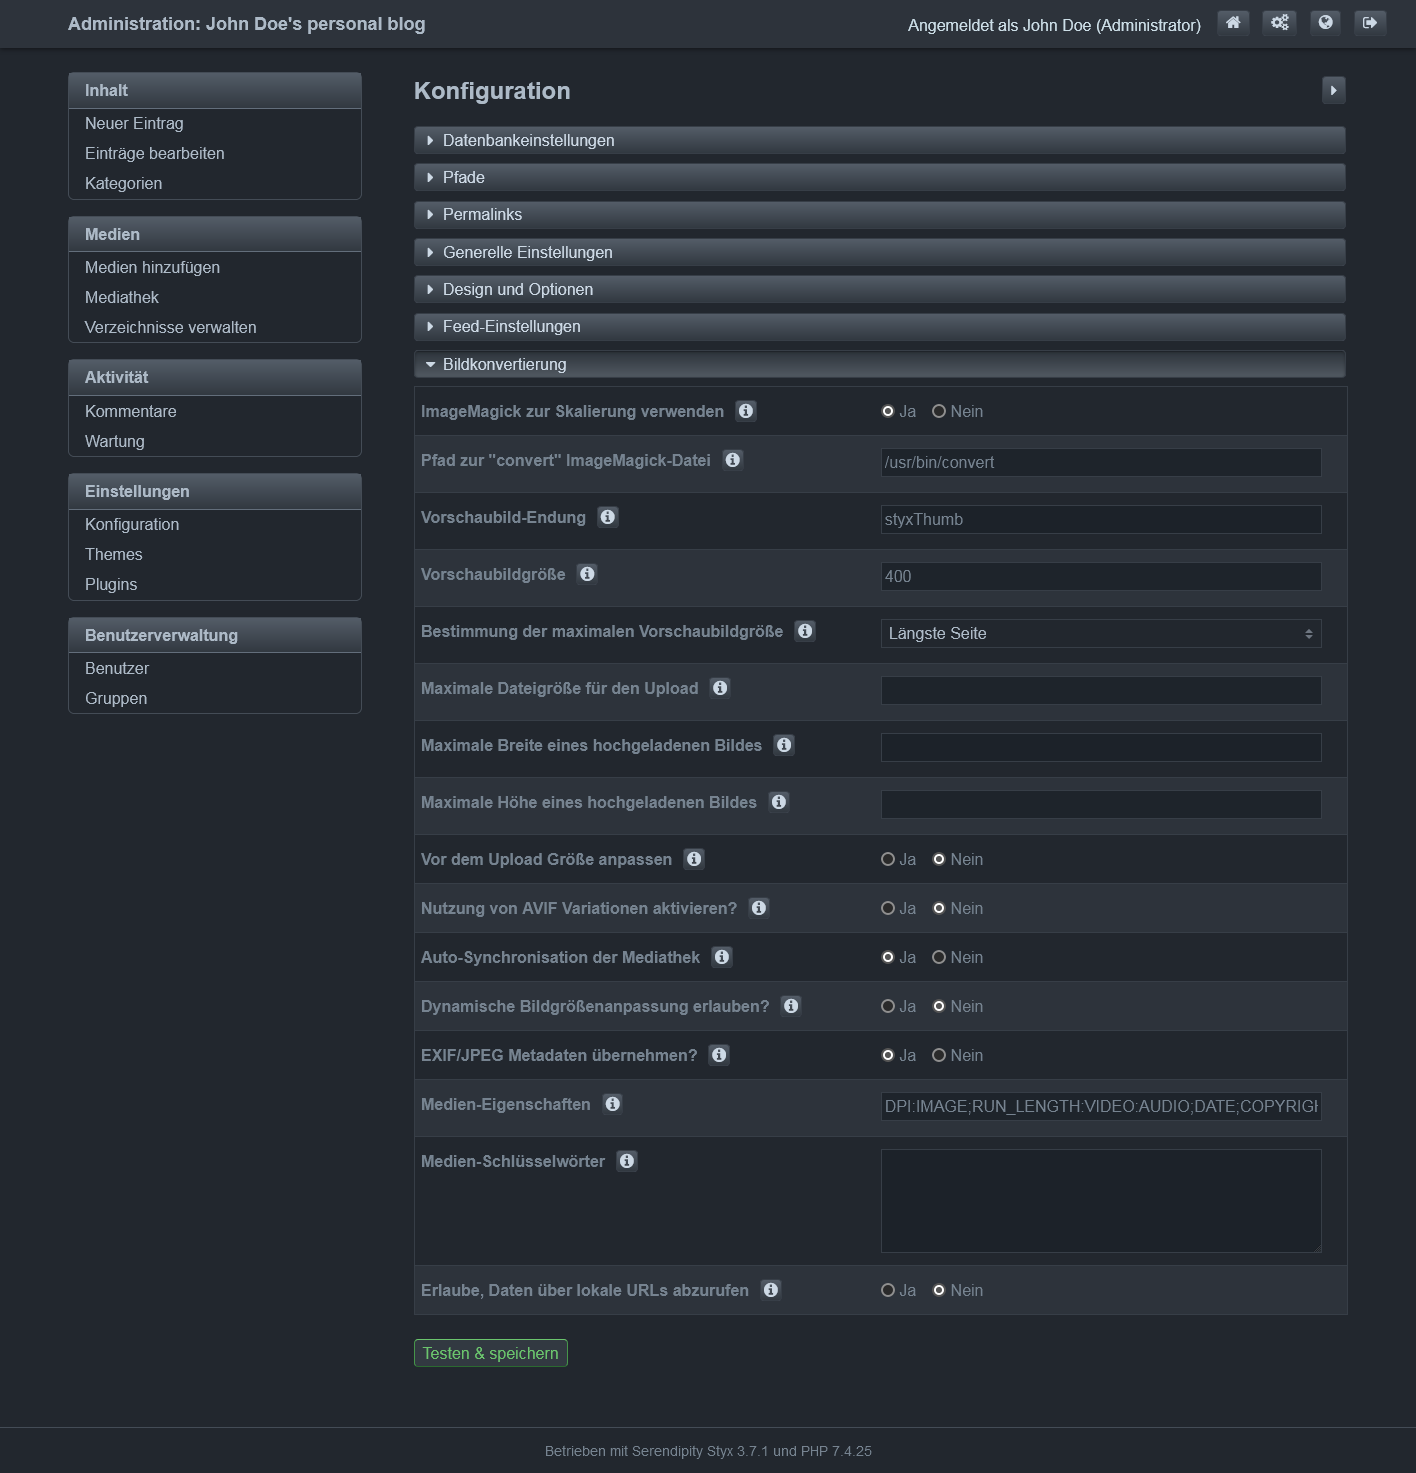 Administration: John Doe's personal blog
Angemeldet als John Doe (Administrator)
Inhalt
Neuer Eintrag
Einträge bearbeiten
Kategorien
Medien
Medien hinzufügen
Mediathek
Verzeichnisse verwalten
Aktivität
Kommentare
Wartung
Einstellungen
Konfiguration
Themes
Plugins
Benutzerverwaltung
Benutzer
Gruppen
Konfiguration
Datenbankeinstellungen
Pfade
Permalinks
Generelle Einstellungen
Design und Optionen
Feed-Einstellungen
Bildkonvertierung
ImageMagick zur Skalierung verwenden Ja Nein
Pfad zur "convert" ImageMagick-Datei /usr/bin/convert
Vorschaubild-Endung styxThumb
Vorschaubildgröße 400
Bestimmung der maximalen Vorschaubildgröße Längste Seite
Maximale Dateigröße für den Upload
Maximale Breite eines hochgeladenen Bildes
Maximale Höhe eines hochgeladenen Bildes
Vor dem Upload Größe anpassen Ja Nein
Nutzung von AVIF Variationen aktivieren? Ja Nein
Auto-Synchronisation der Mediathek Ja Nein
Dynamische Bildgrößenanpassung erlauben? Ja Nein
EXIF/JPEG Metadaten übernehmen? Ja Nein
Medien-Eigenschaften DPI:IMAGE;RUN_LENGTH:VIDEO:AUDIO;DATE;COPYRIGH
Medien-Schlüsselwörter
Erlaube, Daten über lokale URLs abzurufen Ja Nein
Testen & speichern
Betrieben mit Serendipity Styx 3.7.1 und PHP 7.4.25